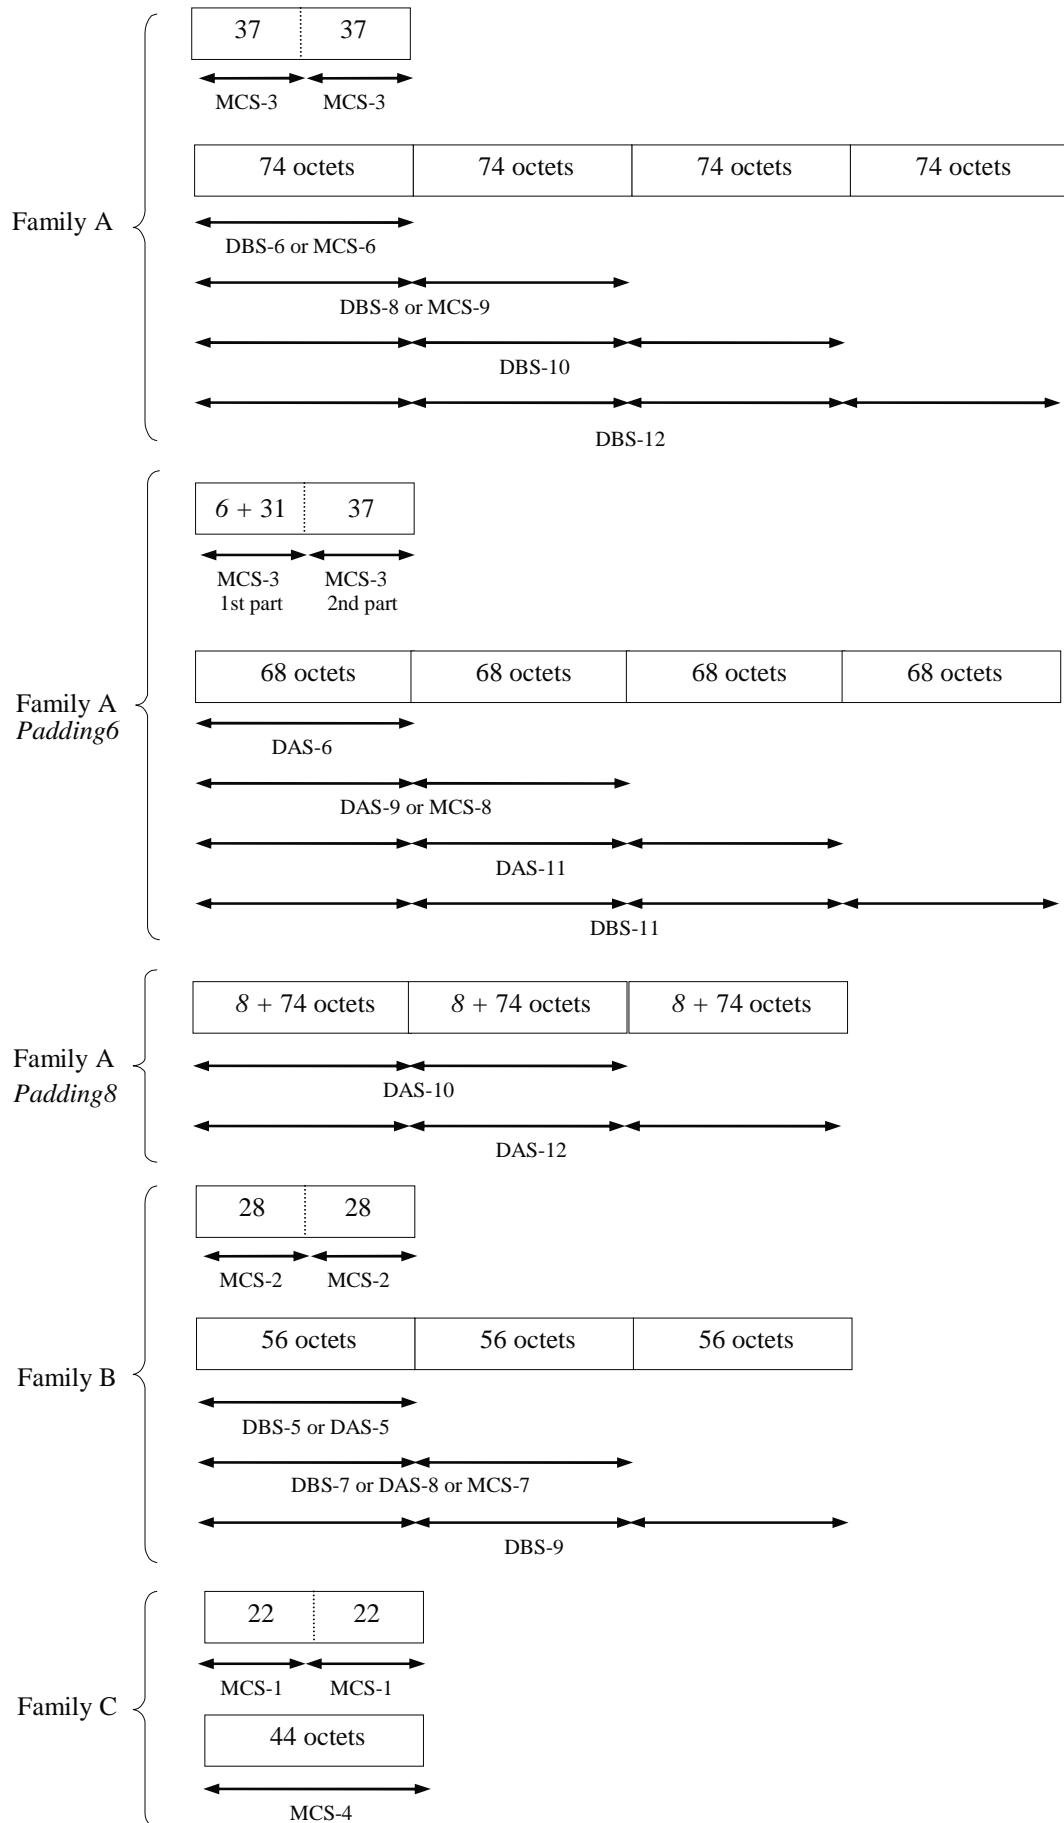 37 37
MCS-3 MCS-3
74 octets 74 octets 74 octets 74 octets
Family A
DBS-6 or MCS-6
DBS-8 or MCS-9
DBS-10
DBS-12
6 + 31 37
MCS-3 MCS-3
1st part 2nd part
68 octets 68 octets 68 octets 68 octets
Family A
Padding6
DAS-6
DAS-9 or MCS-8
DAS-11
DBS-11
8 + 74 octets 8 + 74 octets 8 + 74 octets
Family A
Padding8
DAS-10
DAS-12
28 28
MCS-2 MCS-2
56 octets 56 octets 56 octets
Family B
DBS-5 or DAS-5
DBS-7 or DAS-8 or MCS-7
DBS-9
22 22
MCS-1 MCS-1
Family C
44 octets
MCS-4